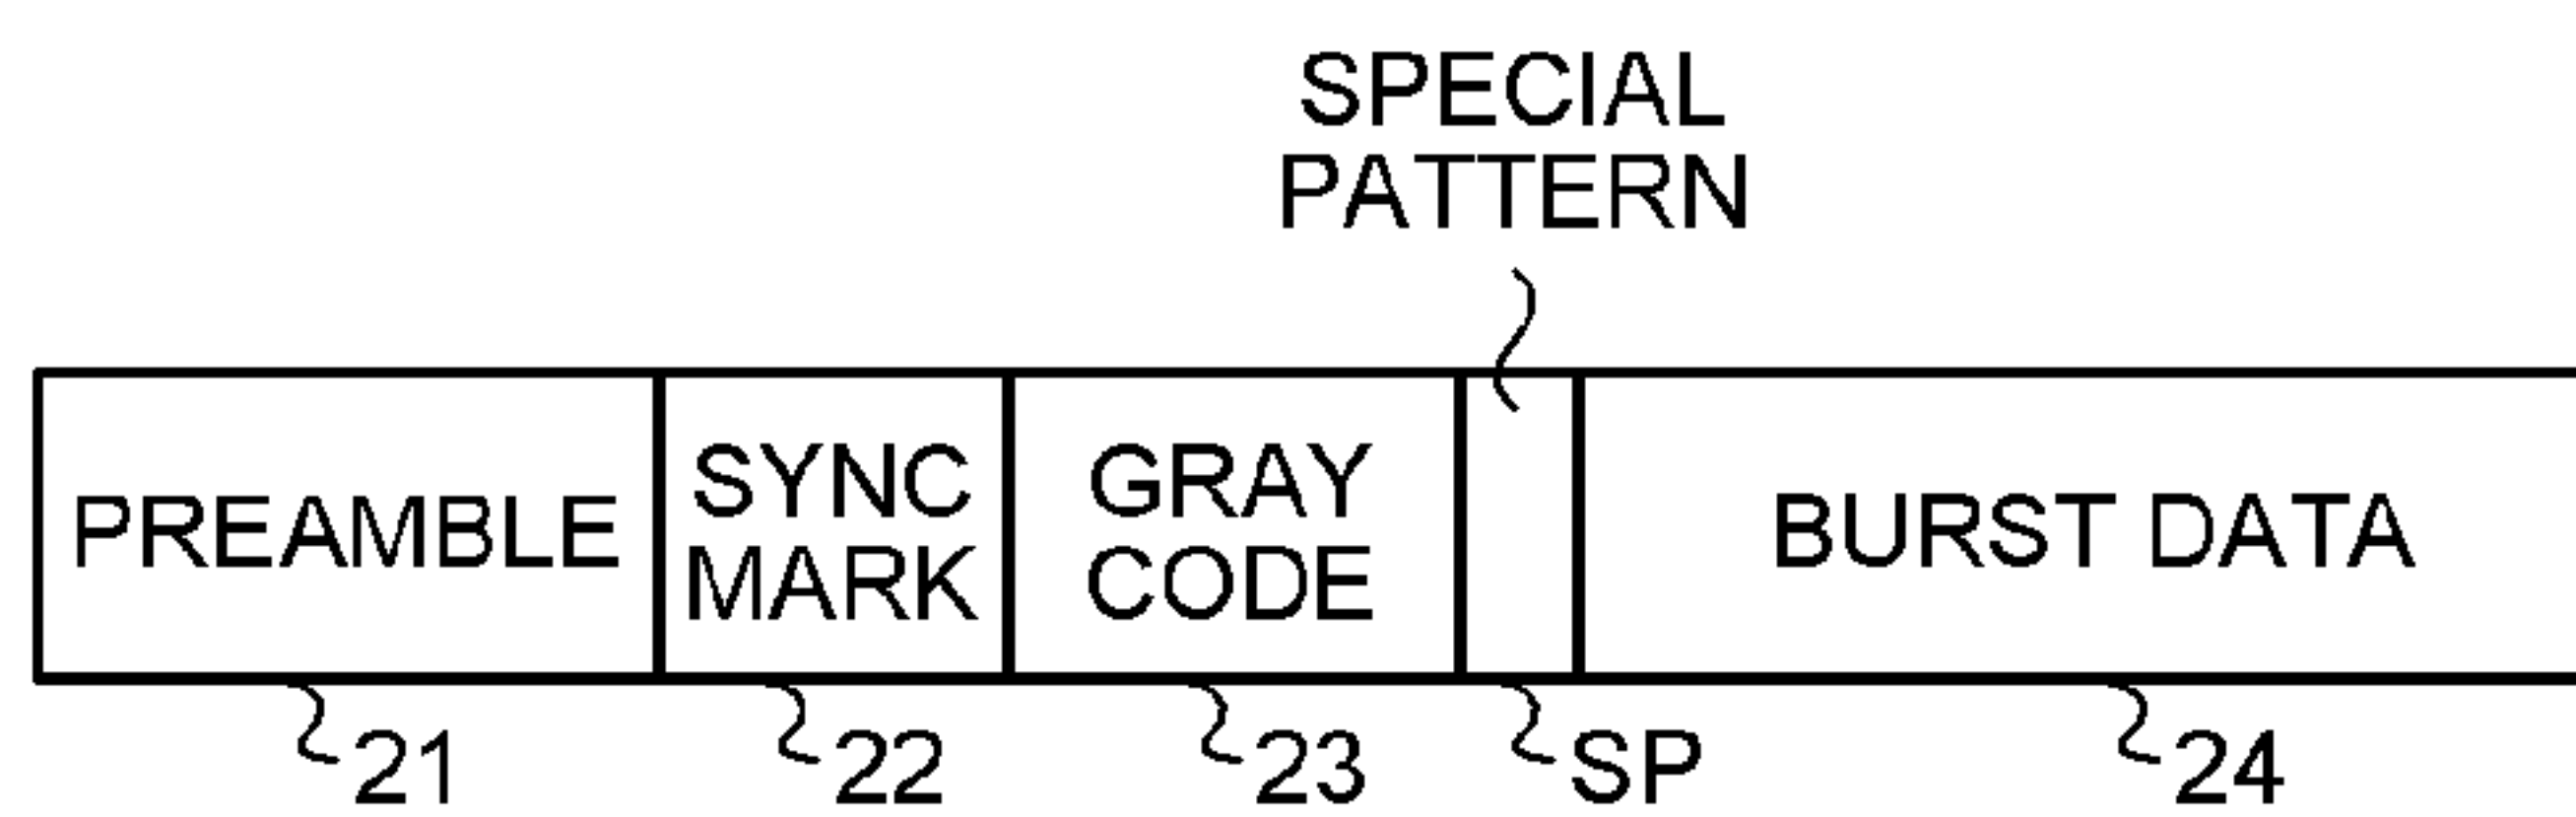 SPECIAL
PATTERN
PREAMBLE
SYNC
MARK
GRAY
CODE
BURST DATA
21
22
23
SP
24